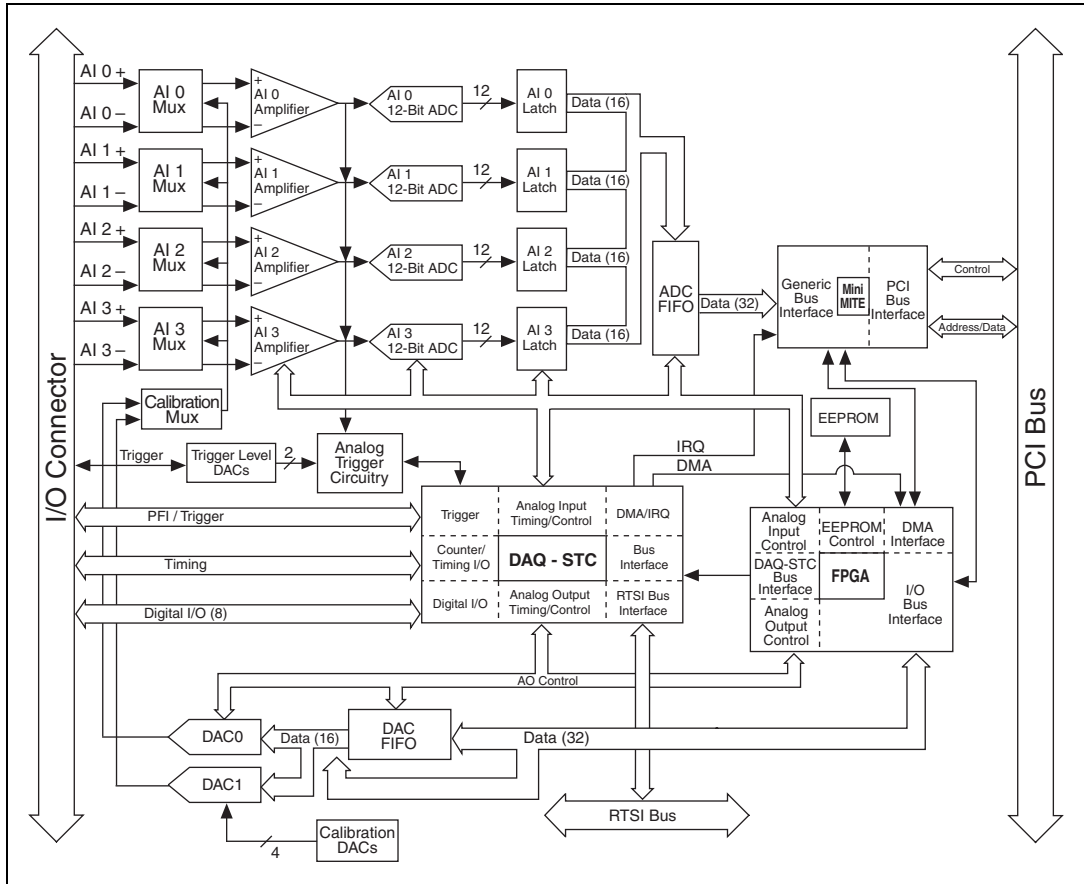 I/O Connector
AI 0 +
AI 0 –
AI 0
Mux
+
AI 0
Amplifier
–
AI 0
12-Bit ADC
12
AI 0
Latch
Data (16)
AI 1 +
AI 1 –
AI 1
Mux
+
AI 1
Amplifier
–
AI 1
12-Bit ADC
12
AI 1
Latch
Data (16)
AI 2 +
AI 2 –
AI 2
Mux
+
AI 2
Amplifier
–
AI 2
12-Bit ADC
12
AI 2
Latch
Data (16)
AI 3 +
AI 3 –
AI 3
Mux
+
AI 3
Amplifier
–
AI 3
12-Bit ADC
12
AI 3
Latch
Data (16)
ADC
FIFO
Data (32)
Generic
Bus
Interface
Mini
MITE
PCI
Bus
Interface
Control
Address/Data
PCI Bus
Calibration
Mux
Trigger
Trigger Level
DACs
2
Analog
Trigger
Circuitry
IRQ
DMA
EEPROM
PFI / Trigger
Timing
Digital I/O (8)
Trigger
Analog Input
Timing/Control
DMA/IRQ
Counter/
Timing I/O
DAQ - STC
Bus
Interface
Digital I/O
Analog Output
Timing/Control
RTSI Bus
Interface
Analog
Input
Control
EEPROM
Control
DMA
Interface
DAQ-STC
Bus
Interface
FPGA
I/O
Bus
Interface
Analog
Output
Control
AO Control
DAC0
Data (16)
DAC
FIFO
Data (32)
DAC1
4
Calibration
DACs
RTSI Bus